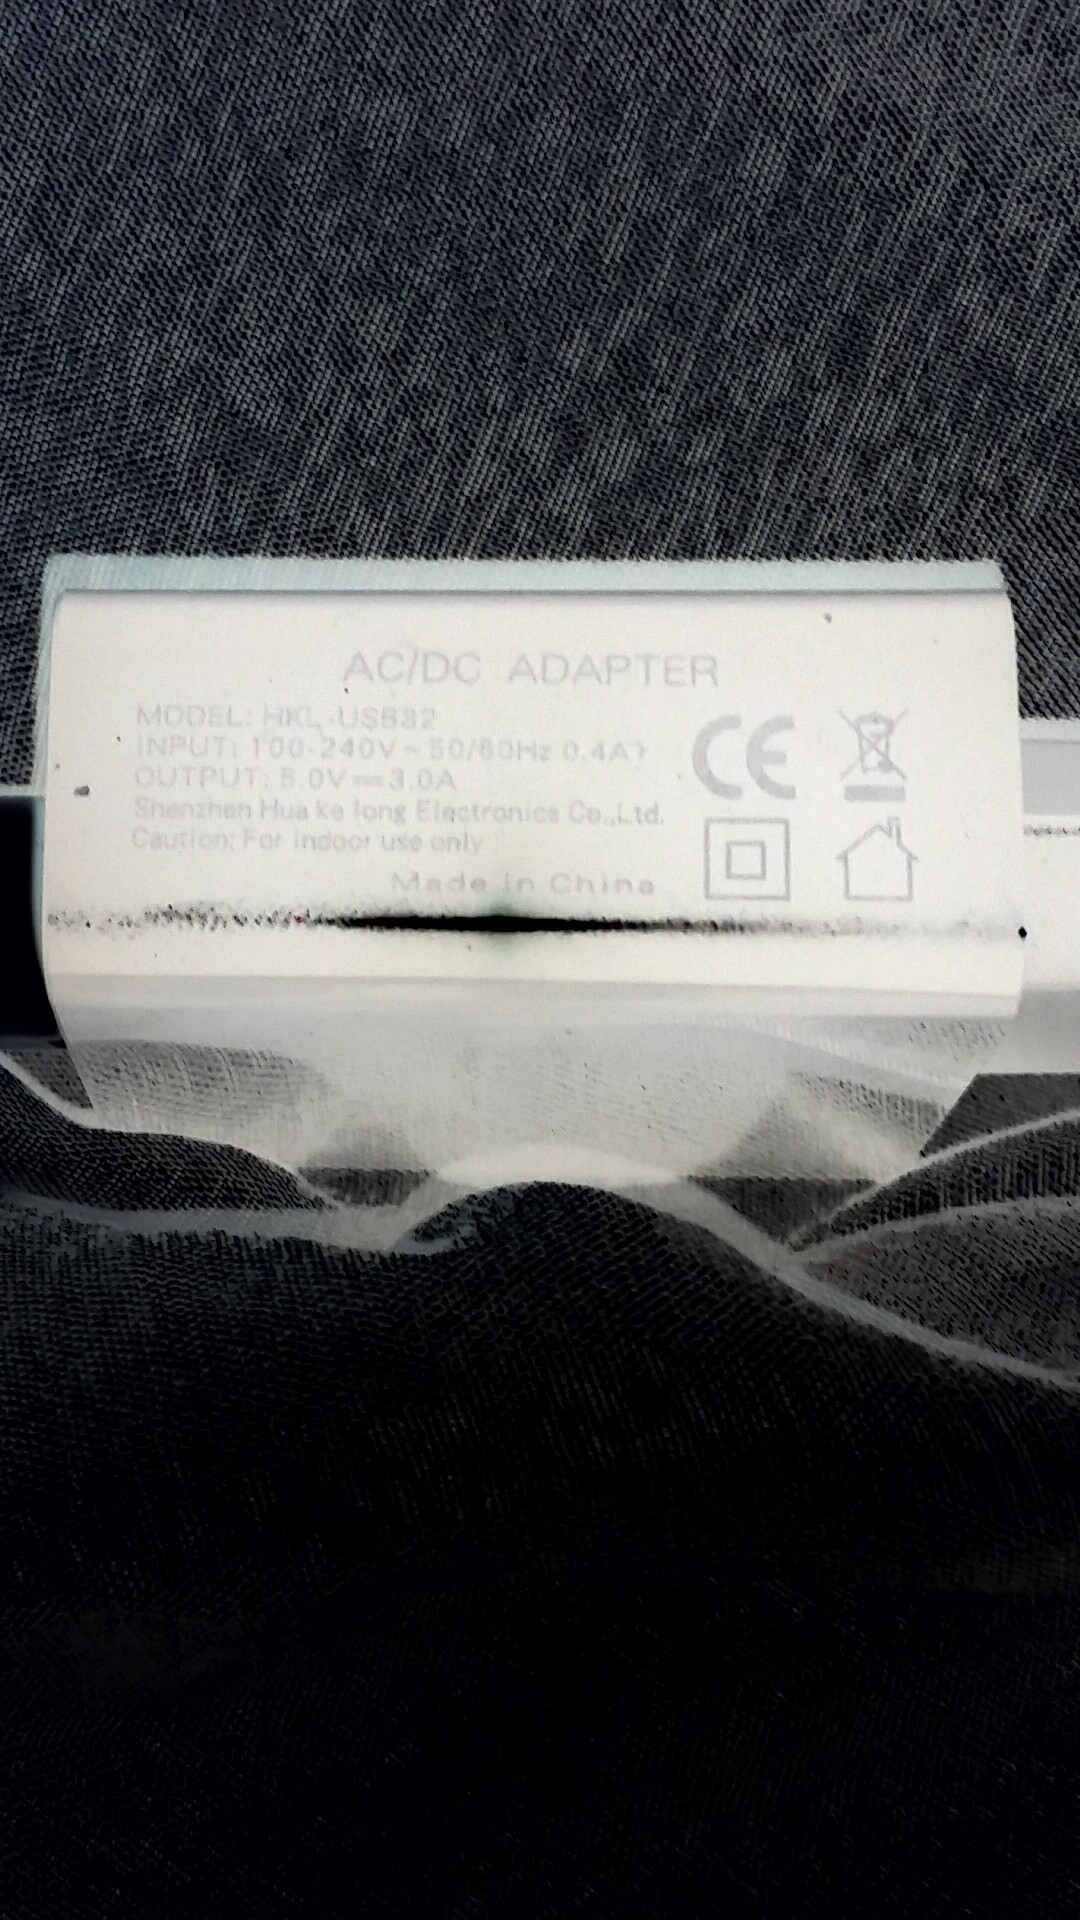 AC/DC ADAPTER
MODEL: HKL-USB32
INPUT: 100-240V~50/60Hz 0.4A
OUTPUT: 5.0V⎓3.0A
Shenzhen Hua ke long Electronics Co.,Ltd.
Caution: For indoor use only
Made in China
CE